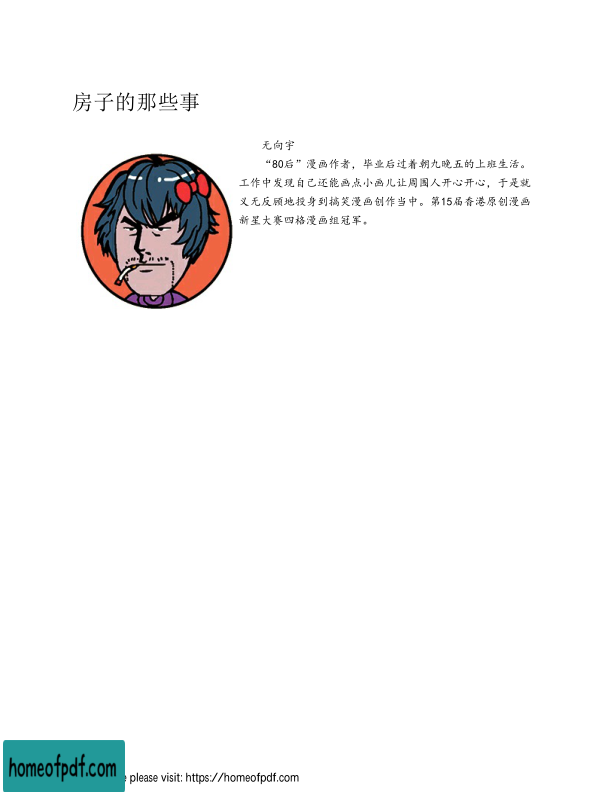 房子的那些事
无向宇
“80后”漫画作者，毕业后过着朝九晚五的上班生活。
工作中发现自己还能画点小画儿让周围人开心开心，于是就
义无反顾地投身到搞笑漫画创作当中。第15届香港原创漫画
新星大赛四格漫画组冠军。
homeofpdf.com
e please visit: https://homeofpdf.com